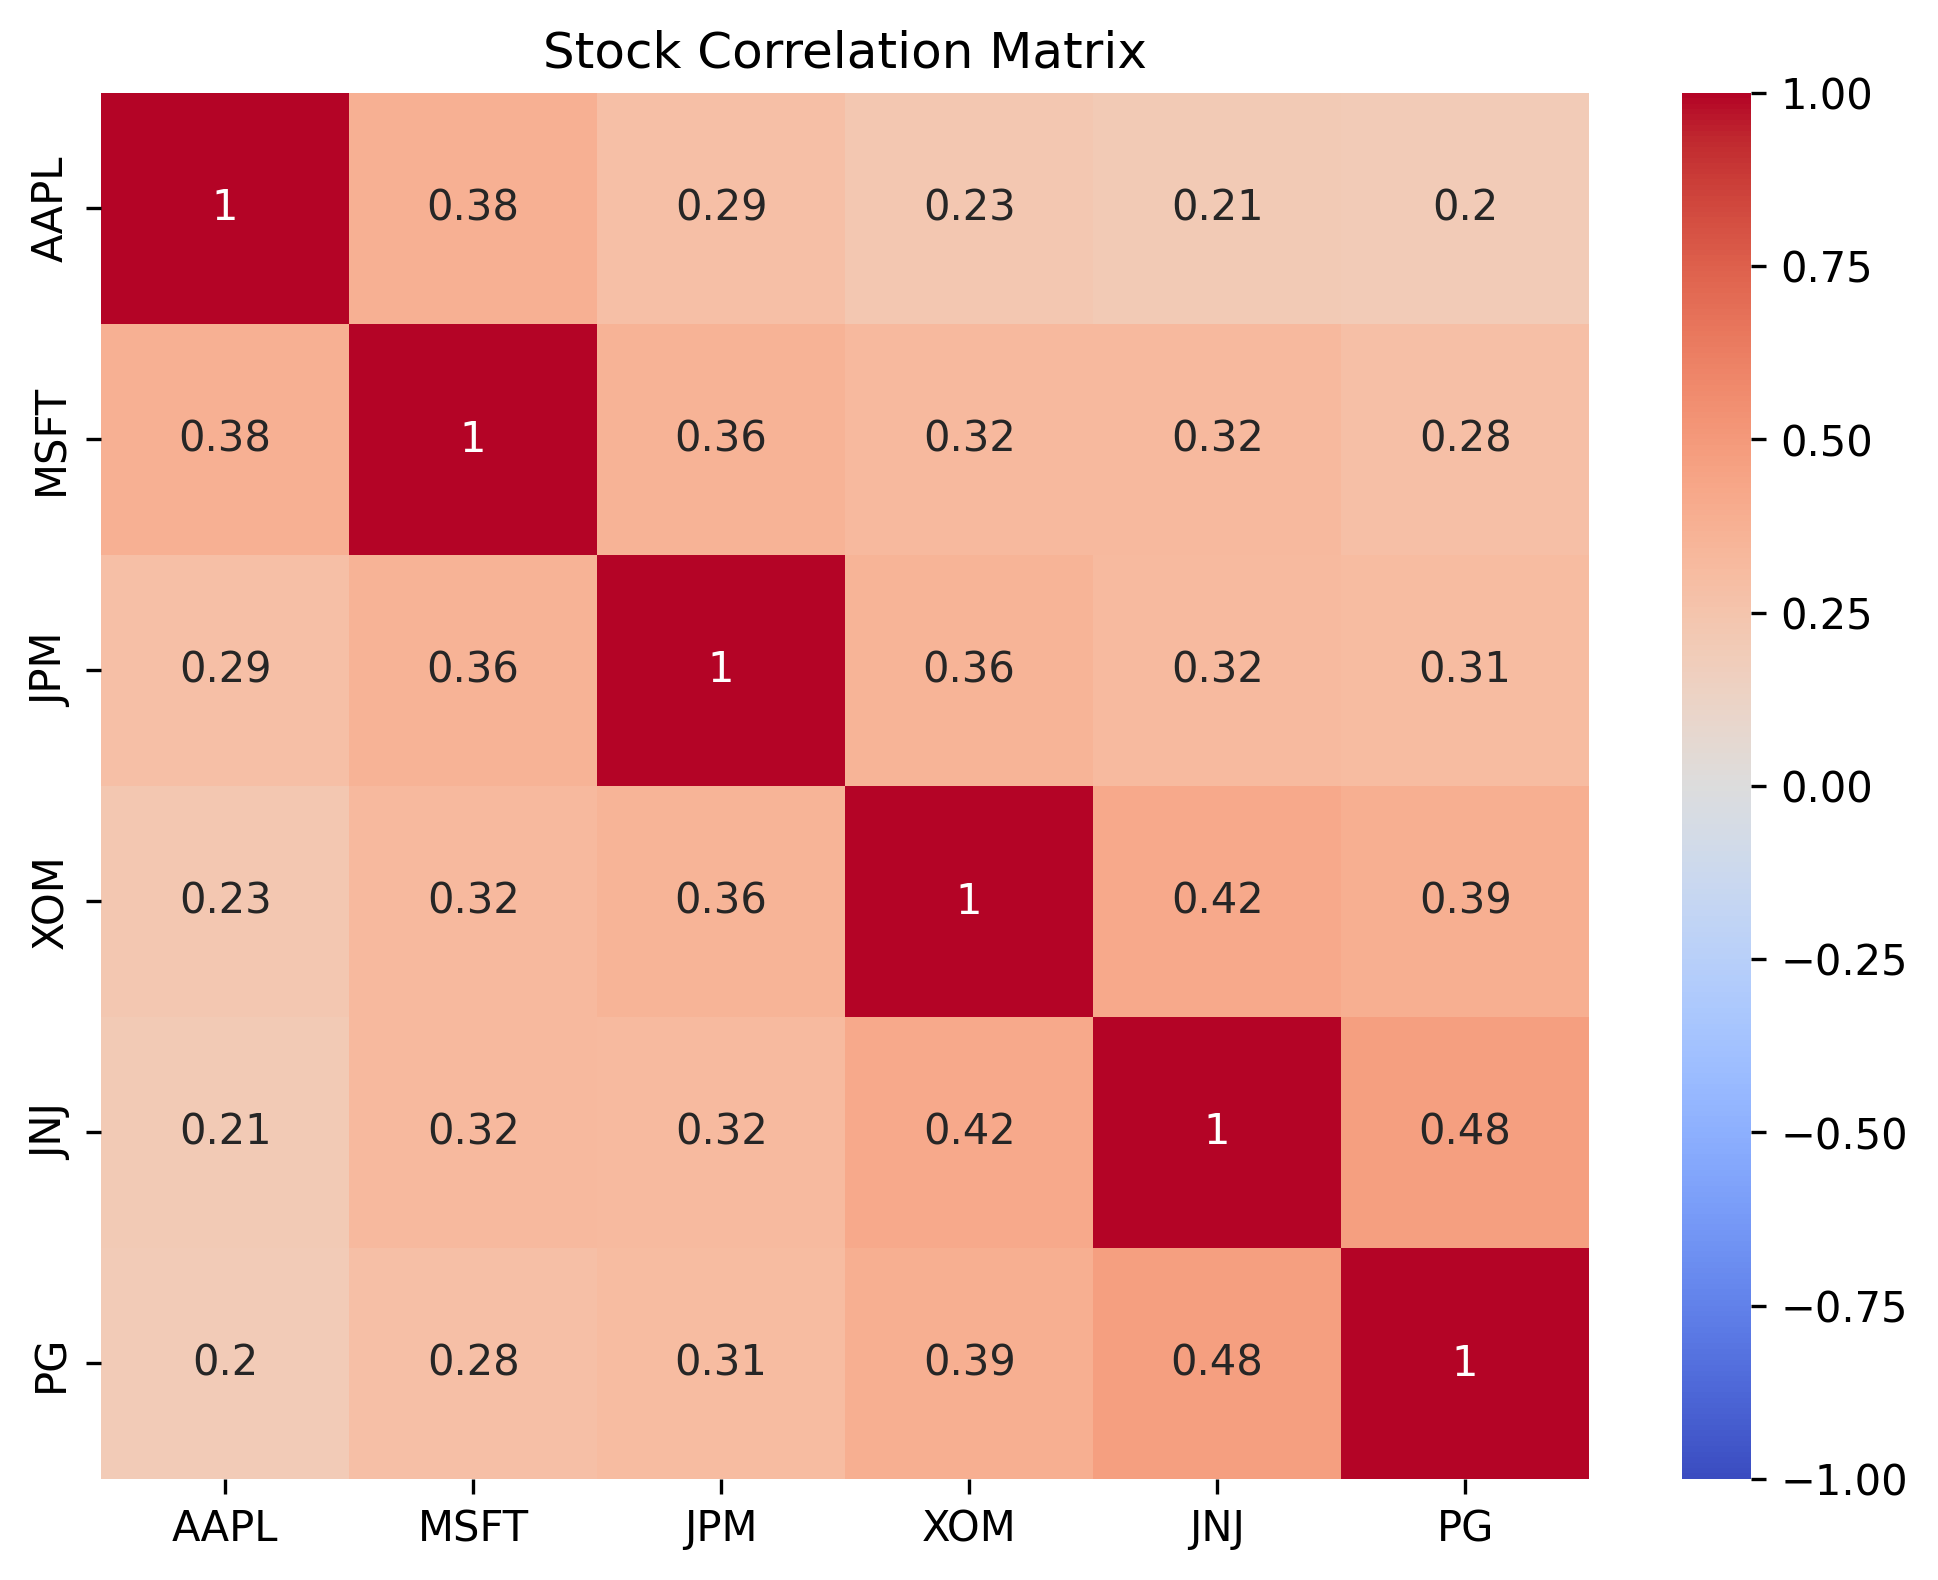 Stock Correlation Matrix
AAPL 1 0.38 0.29 0.23 0.21 0.2
MSFT 0.38 1 0.36 0.32 0.32 0.28
JPM 0.29 0.36 1 0.36 0.32 0.31
XOM 0.23 0.32 0.36 1 0.42 0.39
JNJ 0.21 0.32 0.32 0.42 1 0.48
PG 0.2 0.28 0.31 0.39 0.48 1
AAPL MSFT JPM XOM JNJ PG
1.00
0.75
0.50
0.25
0.00
−0.25
−0.50
−0.75
−1.00